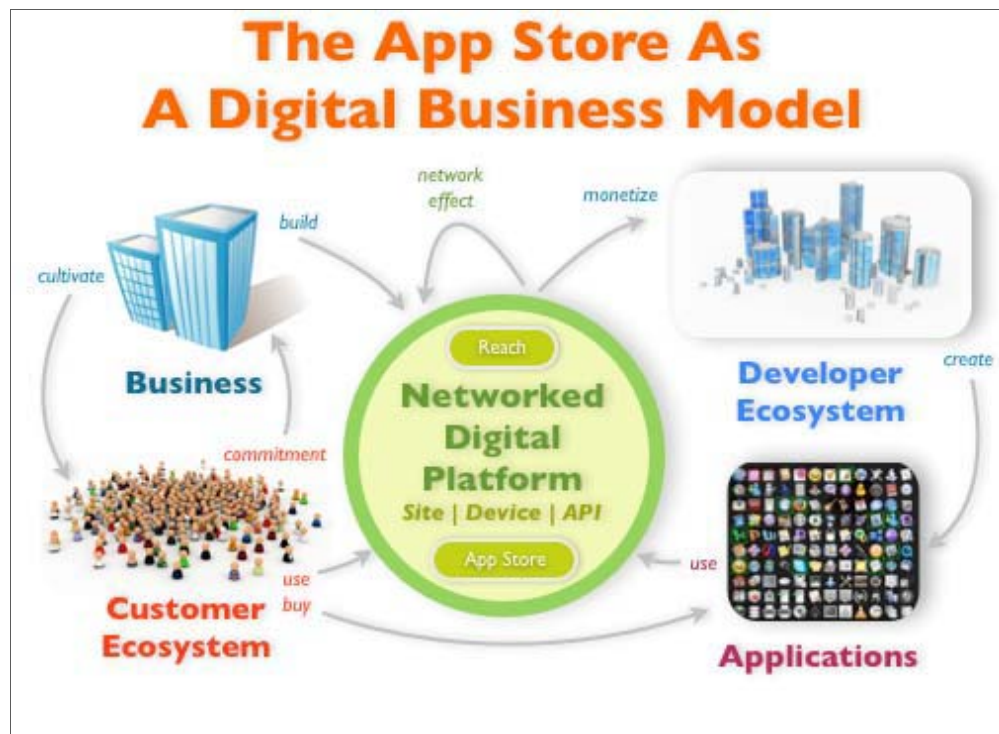 The App Store As
A Digital Business Model
network
effect
monetize
build
cultivate
Reach
Business
Developer
Ecosystem
create
Networked
Digital
Platform
Site | Device | API
commitment
App Store
use
use
buy
Customer
Ecosystem
Applications